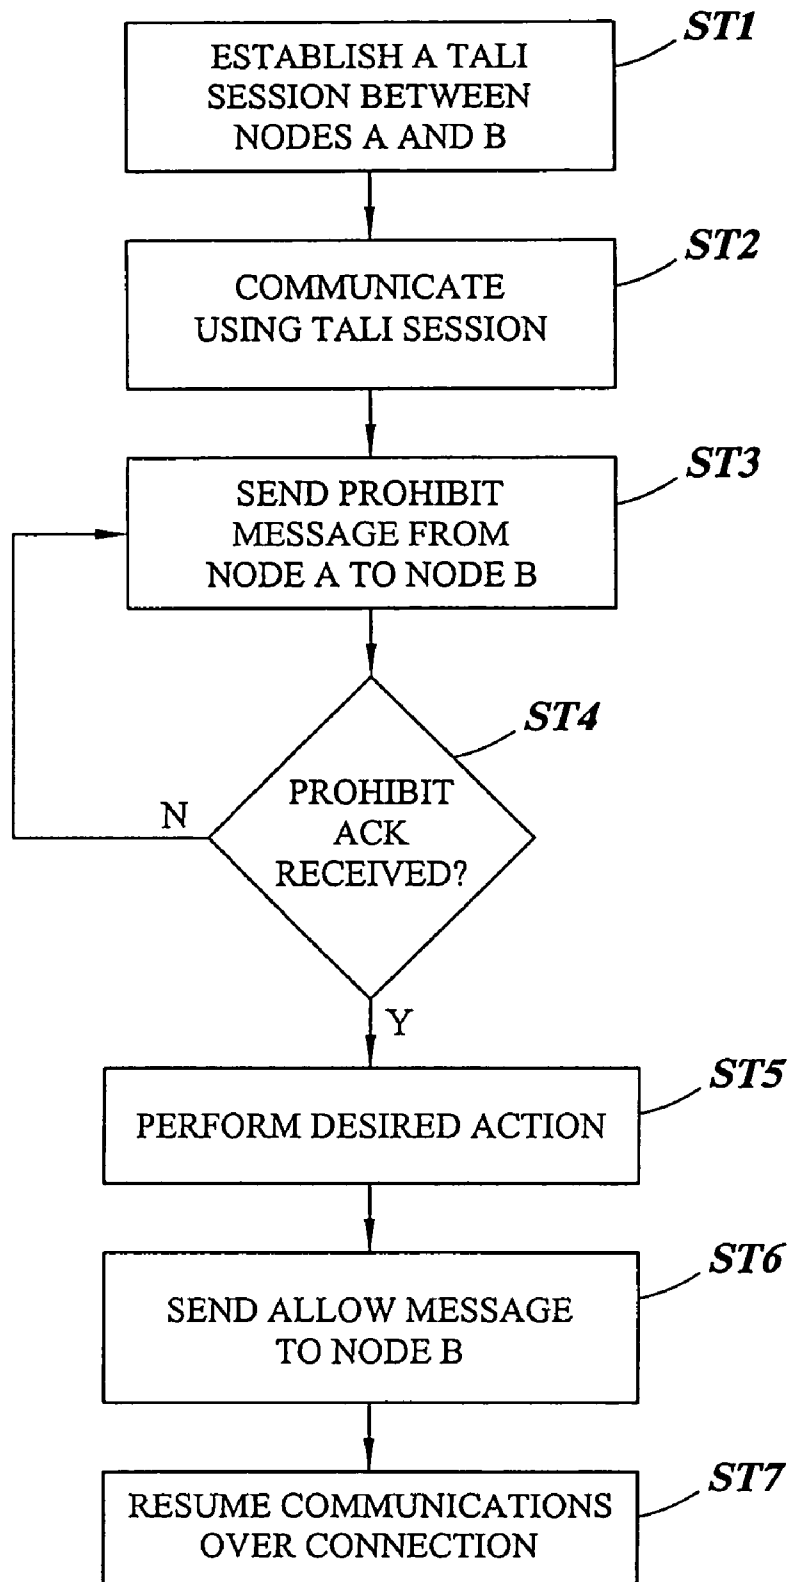 ST1
ESTABLISH A TALI
SESSION BETWEEN
NODES A AND B
ST2
COMMUNICATE
USING TALI SESSION
ST3
SEND PROHIBIT
MESSAGE FROM
NODE A TO NODE B
ST4
PROHIBIT
ACK
RECEIVED?
N
Y
ST5
PERFORM DESIRED ACTION
ST6
SEND ALLOW MESSAGE
TO NODE B
ST7
RESUME COMMUNICATIONS
OVER CONNECTION